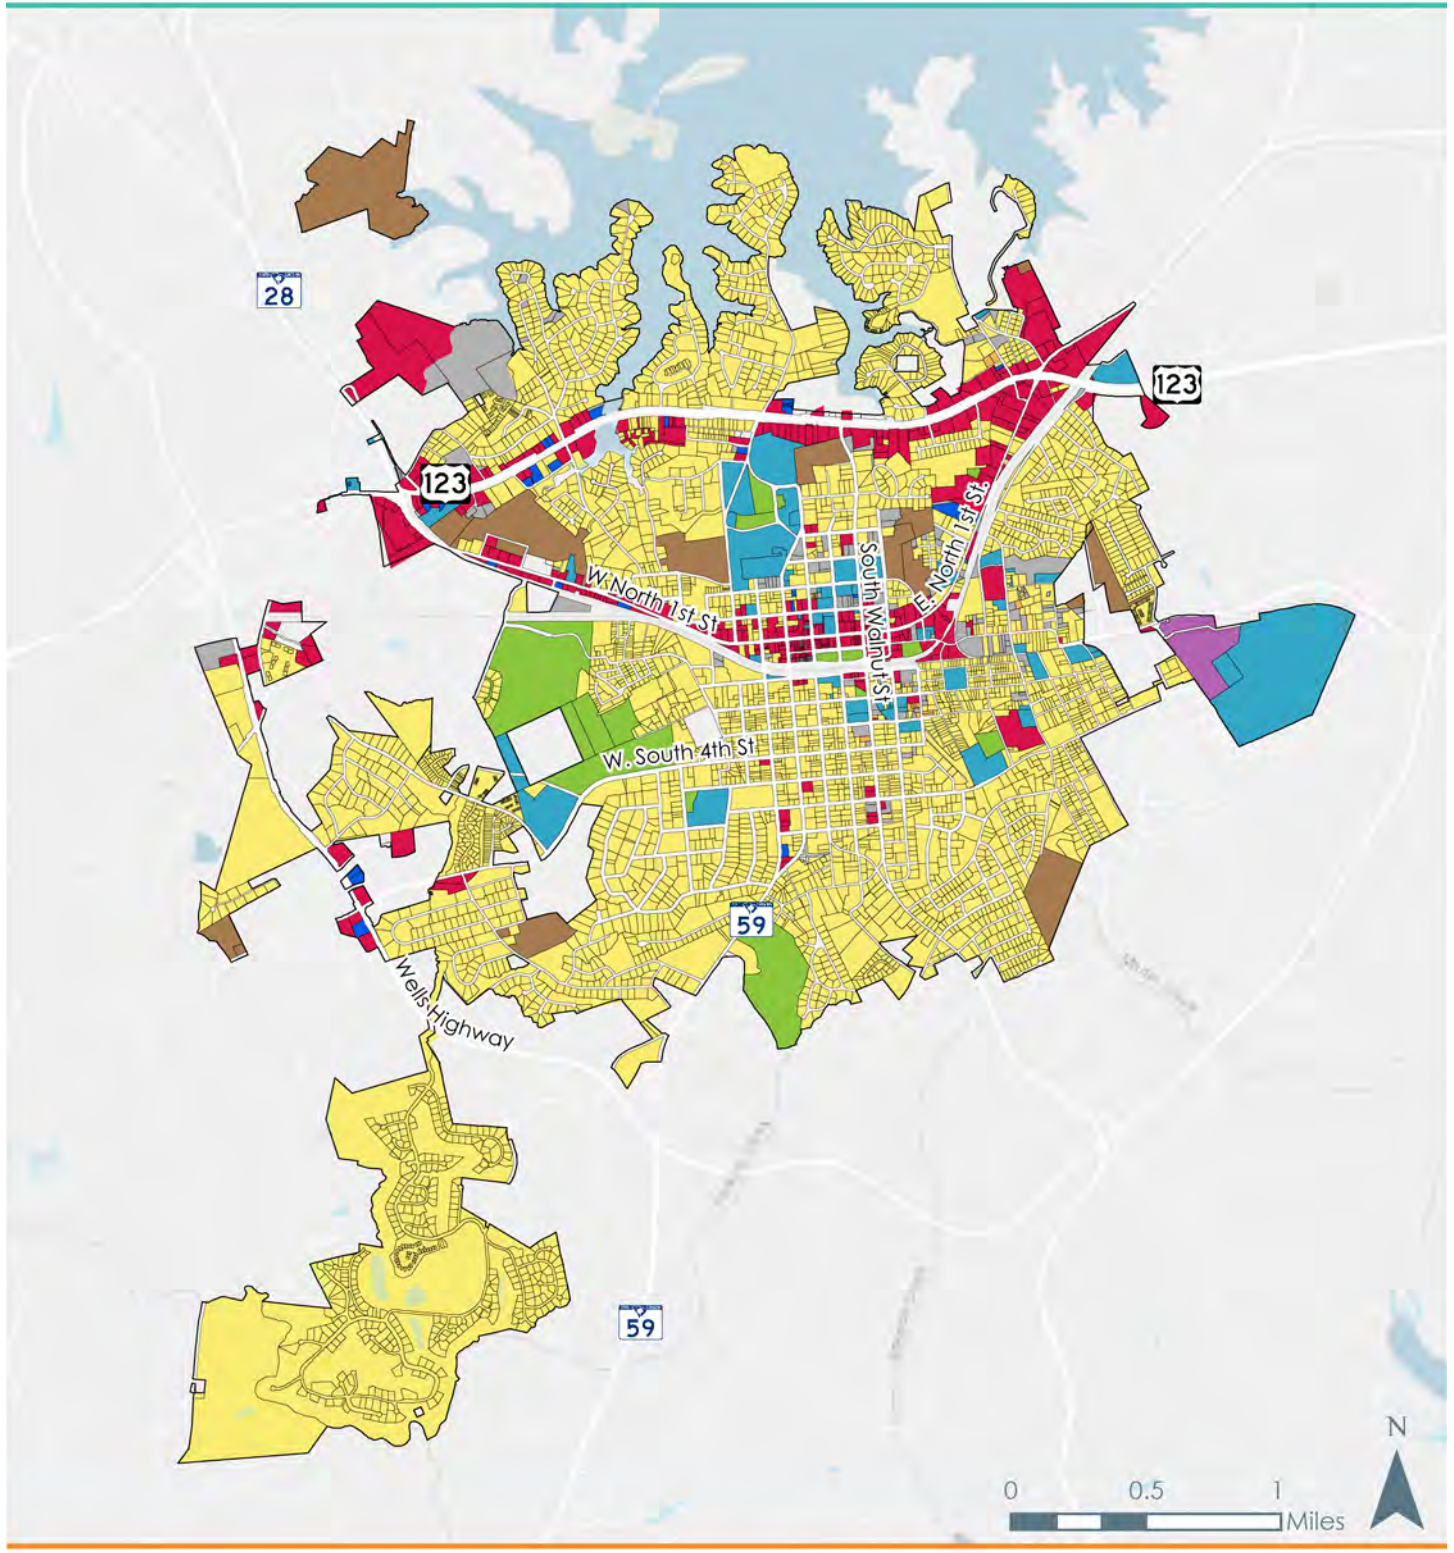 28
123
123
W North 1st St
South Walnut St
E. North 1st St.
W. South 4th St
59
Wells Highway
59
N
0 0.5 1
Miles